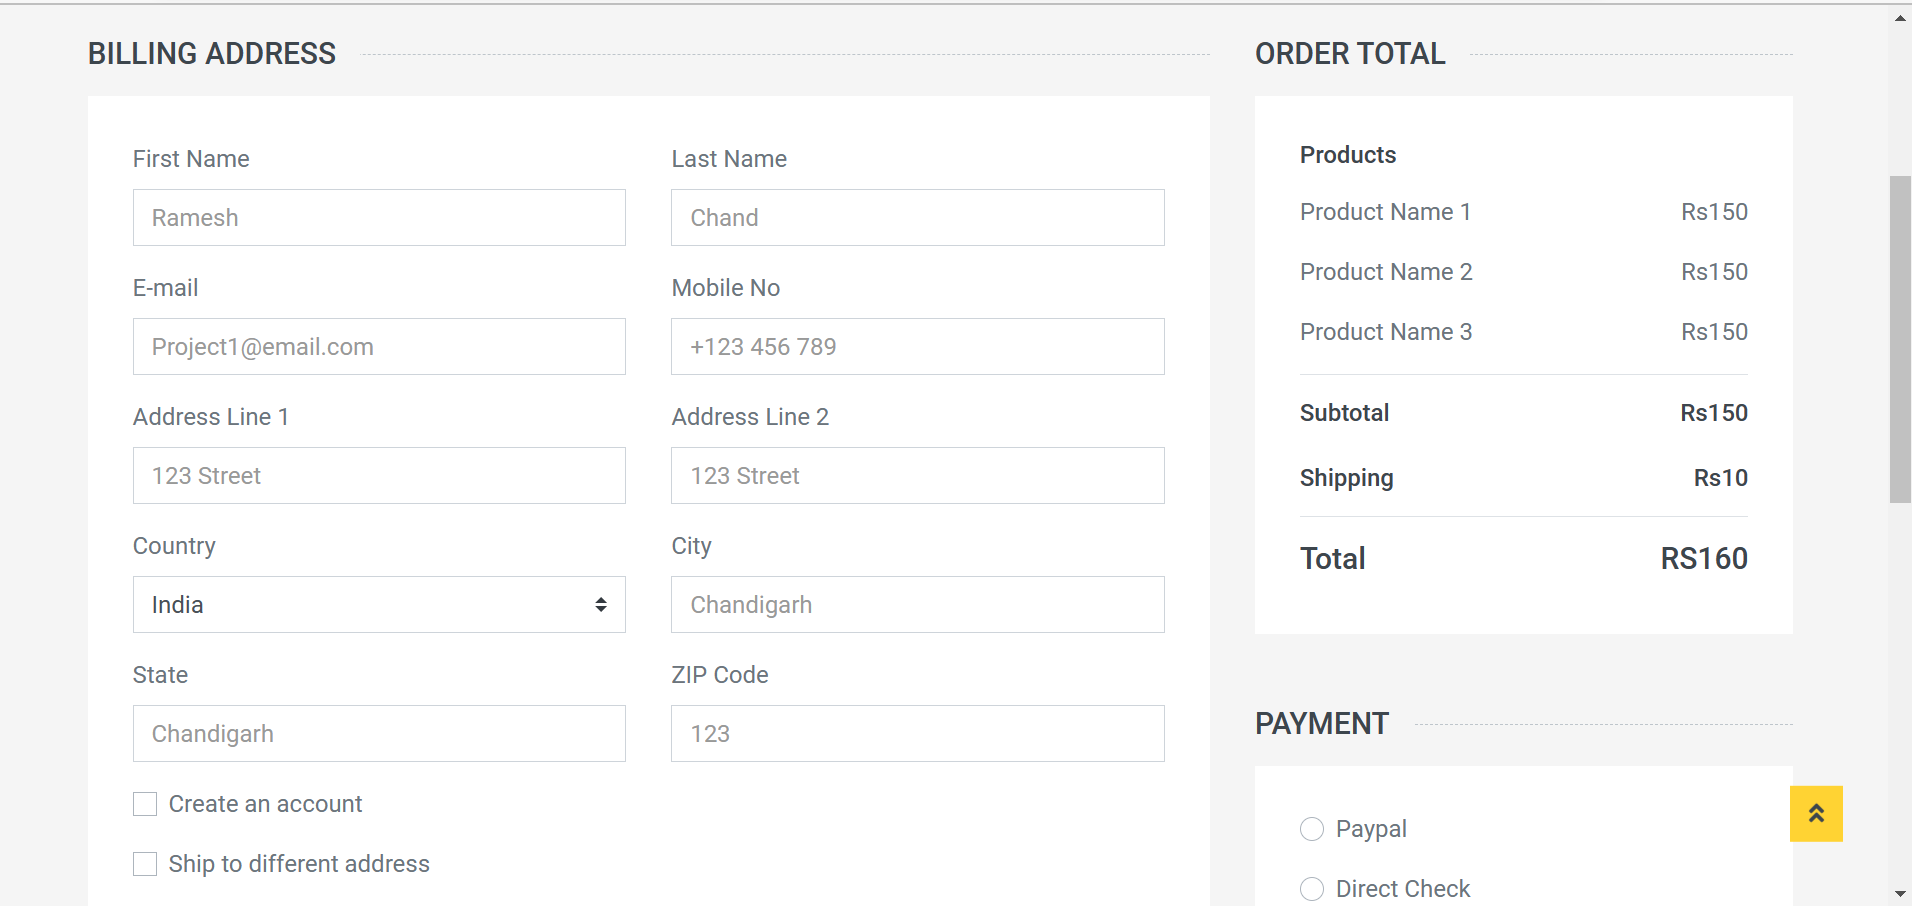 BILLING ADDRESS
First Name
Last Name
Ramesh
Chand
E-mail
Mobile No
Project1@email.com
+123 456 789
Address Line 1
Address Line 2
123 Street
123 Street
Country
City
India
Chandigarh
State
ZIP Code
Chandigarh
123
Create an account
Ship to different address
ORDER TOTAL
Products
Product Name 1 Rs150
Product Name 2 Rs150
Product Name 3 Rs150
Subtotal Rs150
Shipping Rs10
Total RS160
PAYMENT
Paypal
Direct Check